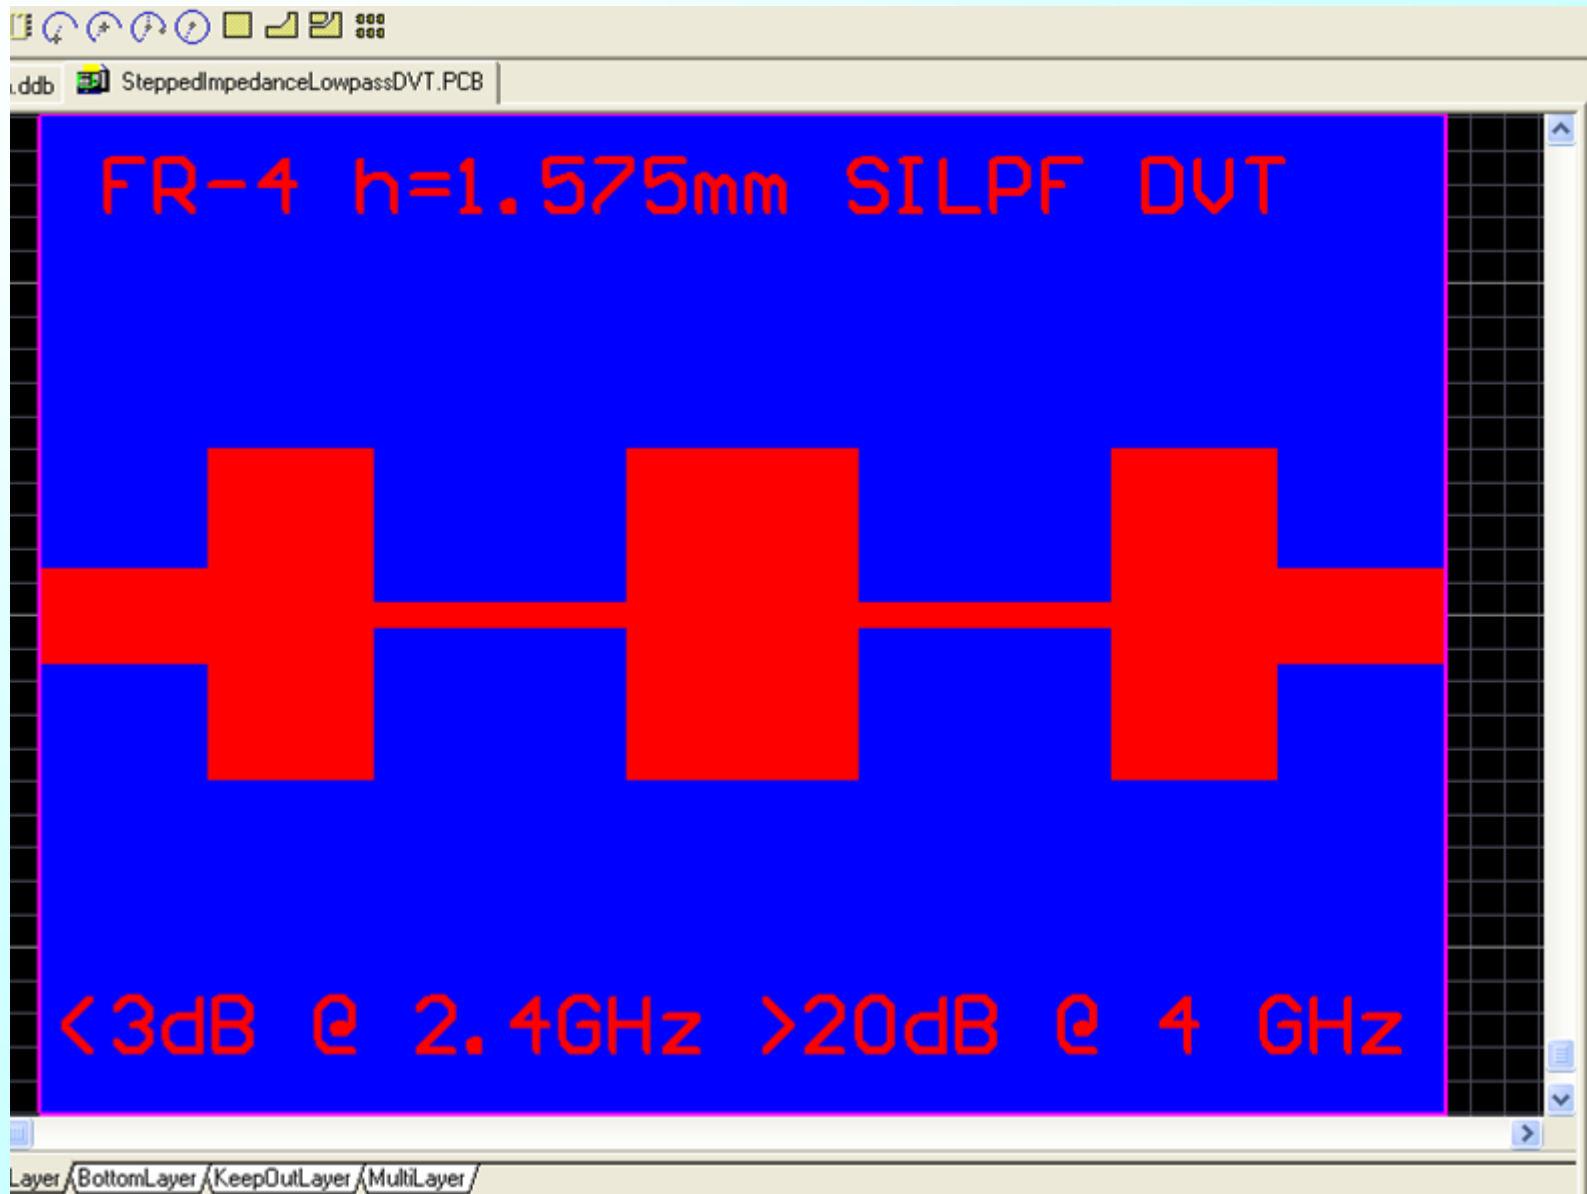 .ddb SteppedImpedanceLowpassDVT.PCB
FR-4 h=1.575mm SILPF DVT
<3dB @ 2.4GHz >20dB @ 4 GHz
Layer BottomLayer KeepOutLayer MultiLayer